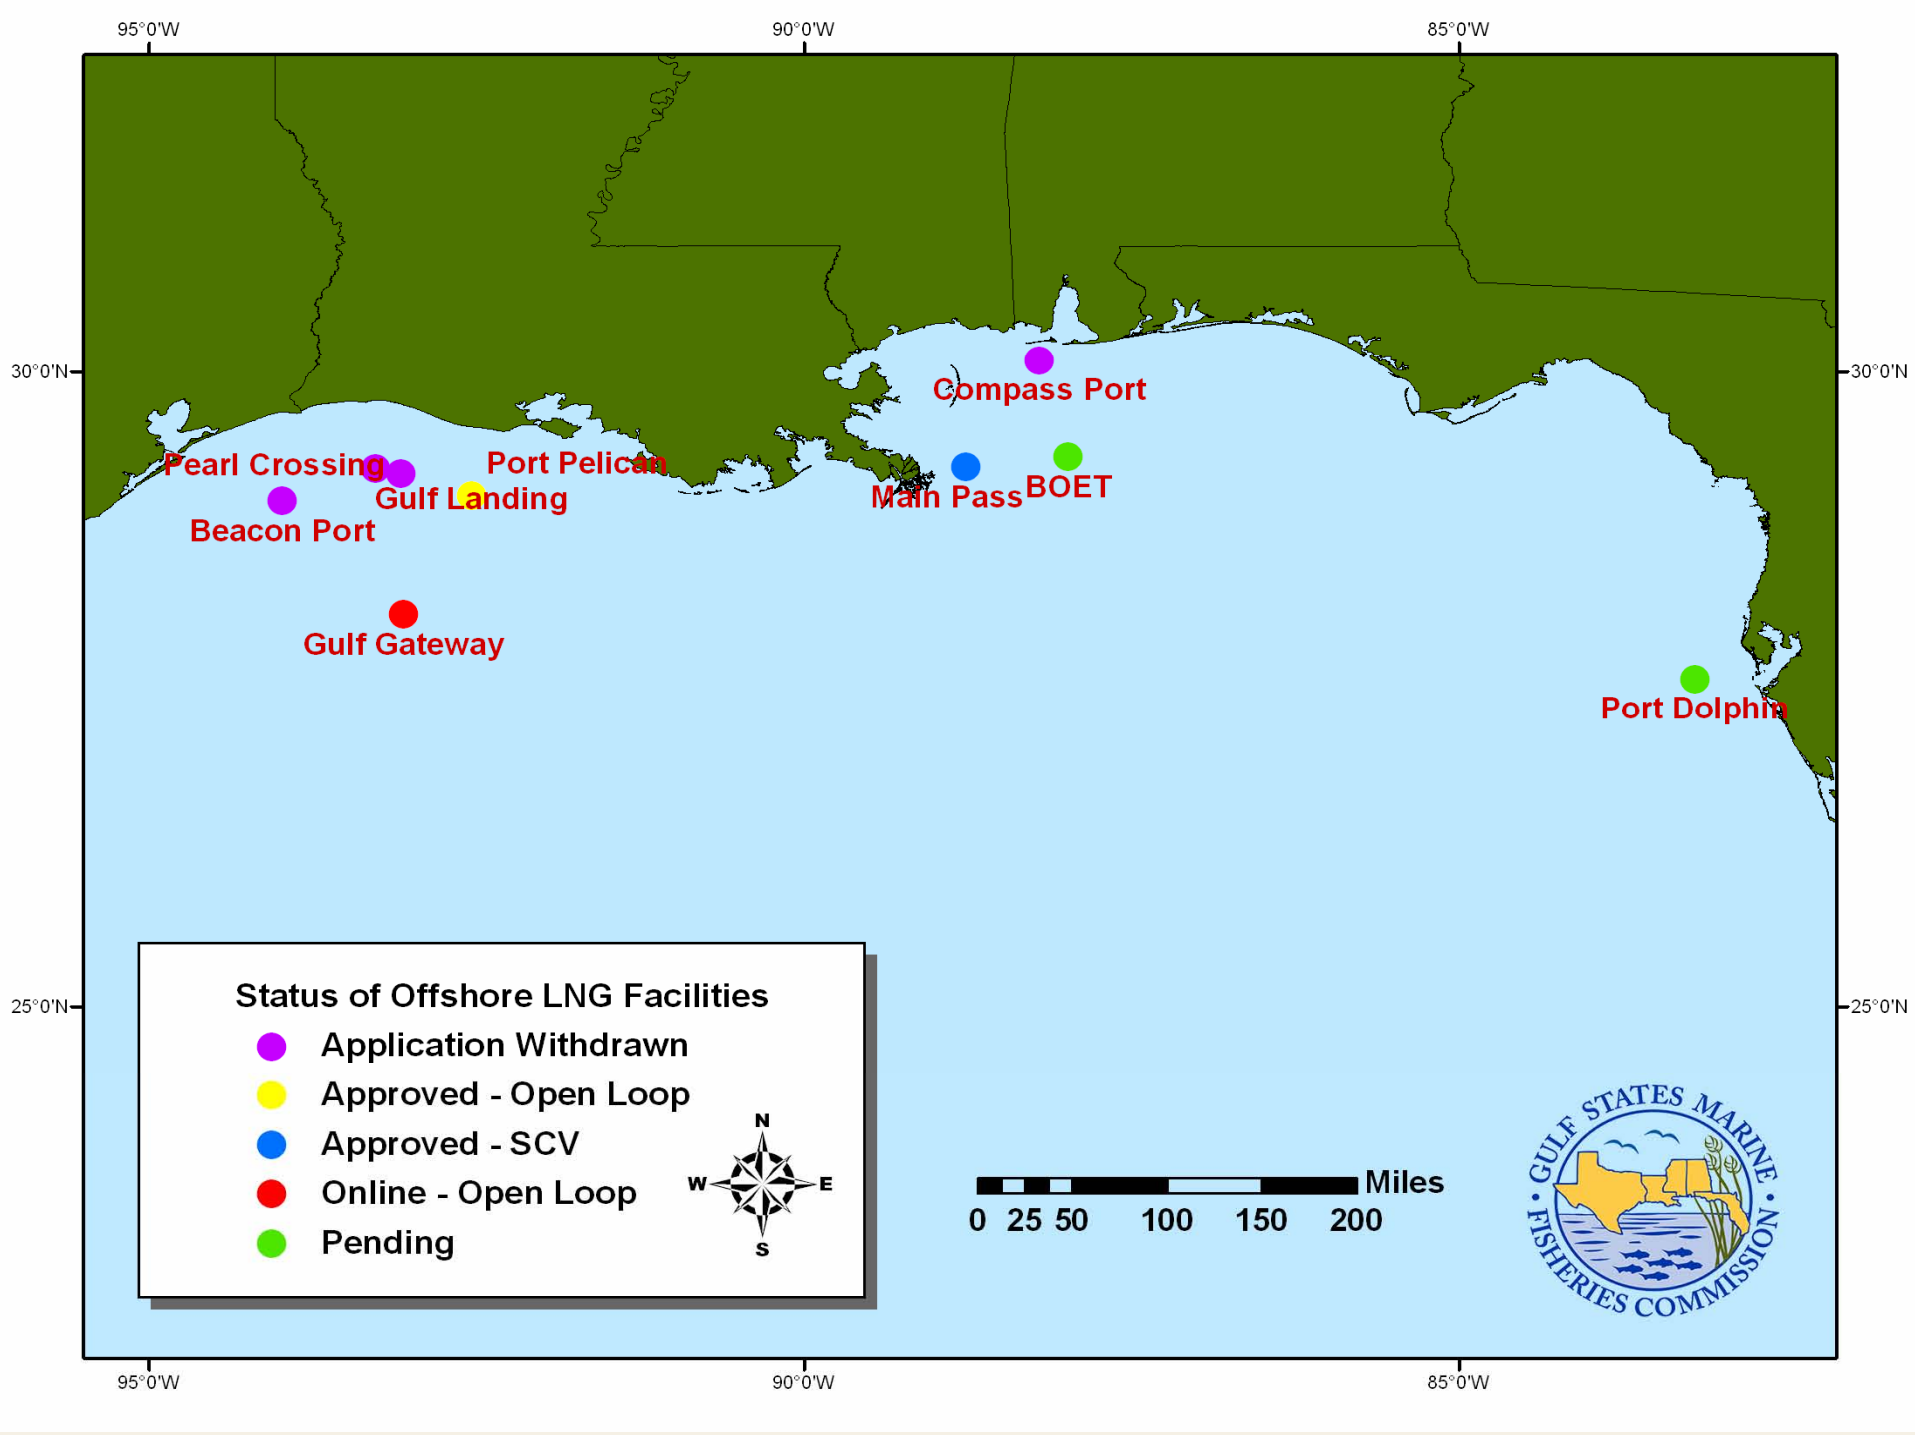 95°0'W 90°0'W 85°0'W
30°0'N 30°0'N
Compass Port
Pearl Crossing Port Pelican
Gulf Landing
Main Pass BOET
Beacon Port
Gulf Gateway
Port Dolphin
25°0'N 25°0'N
Status of Offshore LNG Facilities
Application Withdrawn
Approved - Open Loop
Approved - SCV
Online - Open Loop
Pending
N
W E
S
Miles
0 25 50 100 150 200
• GULF STATES MARINE •
FISHERIES COMMISSION
95°0'W 90°0'W 85°0'W